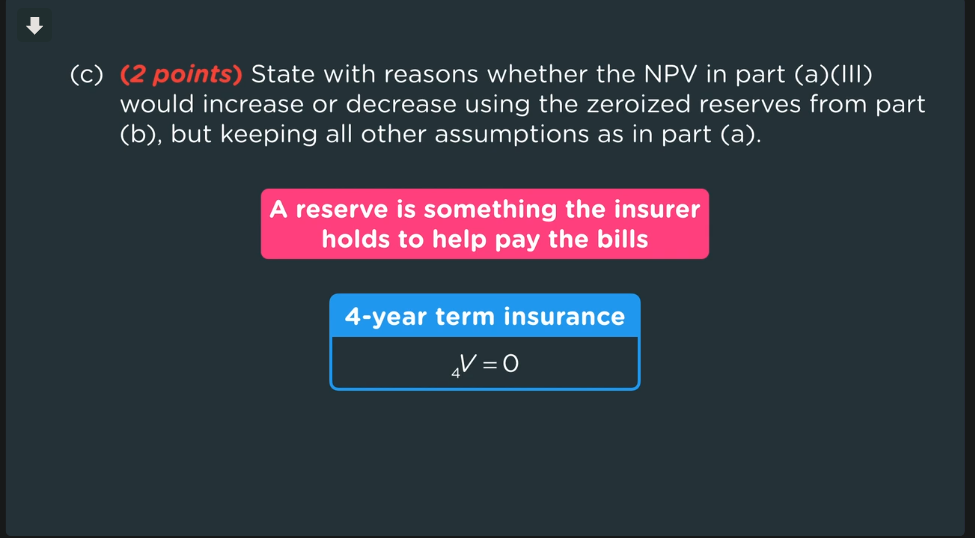 (c) (2 points) State with reasons whether the NPV in part (a)(III)
would increase or decrease using the zeroized reserves from part
(b), but keeping all other assumptions as in part (a).
A reserve is something the insurer
holds to help pay the bills
4-year term insurance
₄V = 0